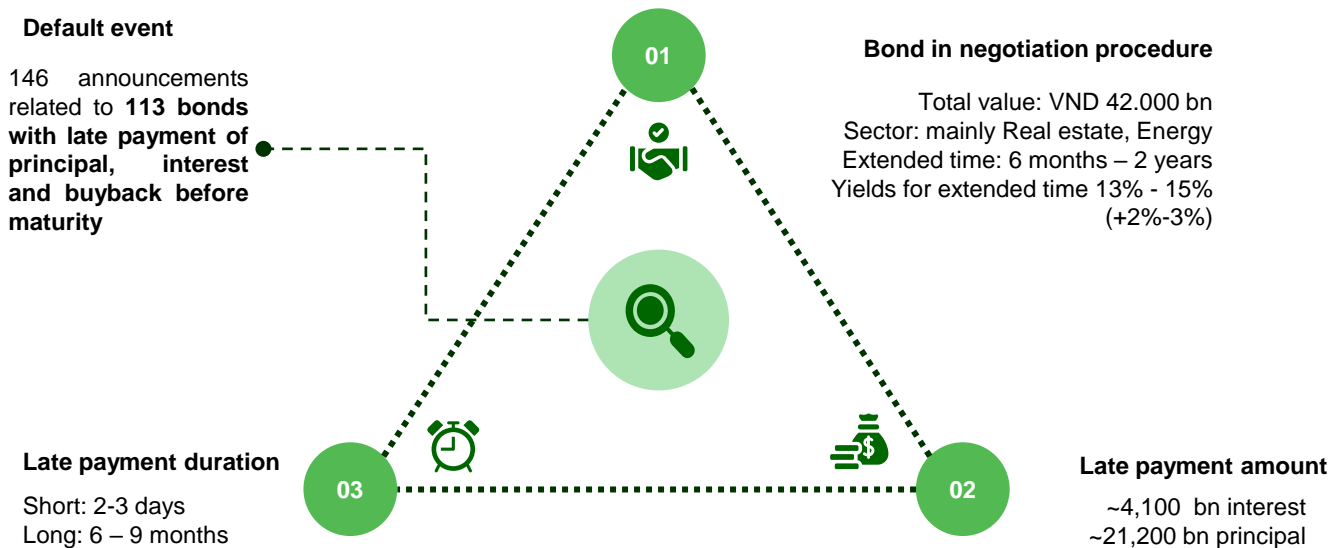 Default event
146 announcements
related to 113 bonds
with late payment of
principal, interest
and buyback before
maturity
01
Bond in negotiation procedure
Total value: VND 42.000 bn
Sector: mainly Real estate, Energy
Extended time: 6 months – 2 years
Yields for extended time 13% - 15%
(+2%-3%)
$
Late payment duration
Short: 2-3 days
Long: 6 – 9 months
03
02
Late payment amount
~4,100 bn interest
~21,200 bn principal